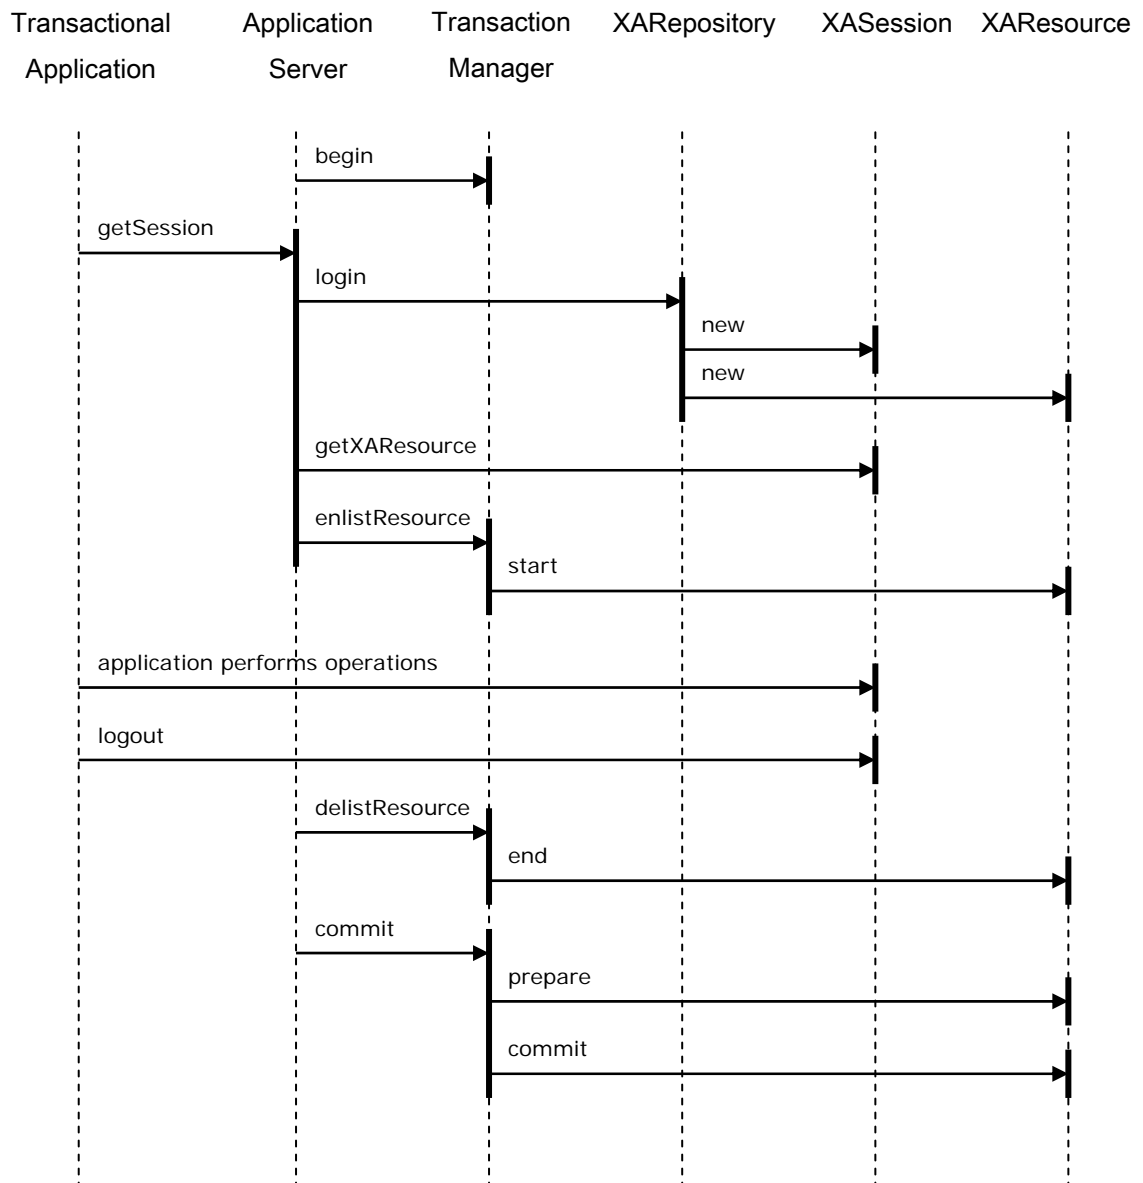 Transactional Application
Application Server
Transaction Manager
XARepository
XASession
XAResource
begin
getSession
login
new
new
getXAResource
enlistResource
start
application performs operations
logout
delistResource
end
commit
prepare
commit